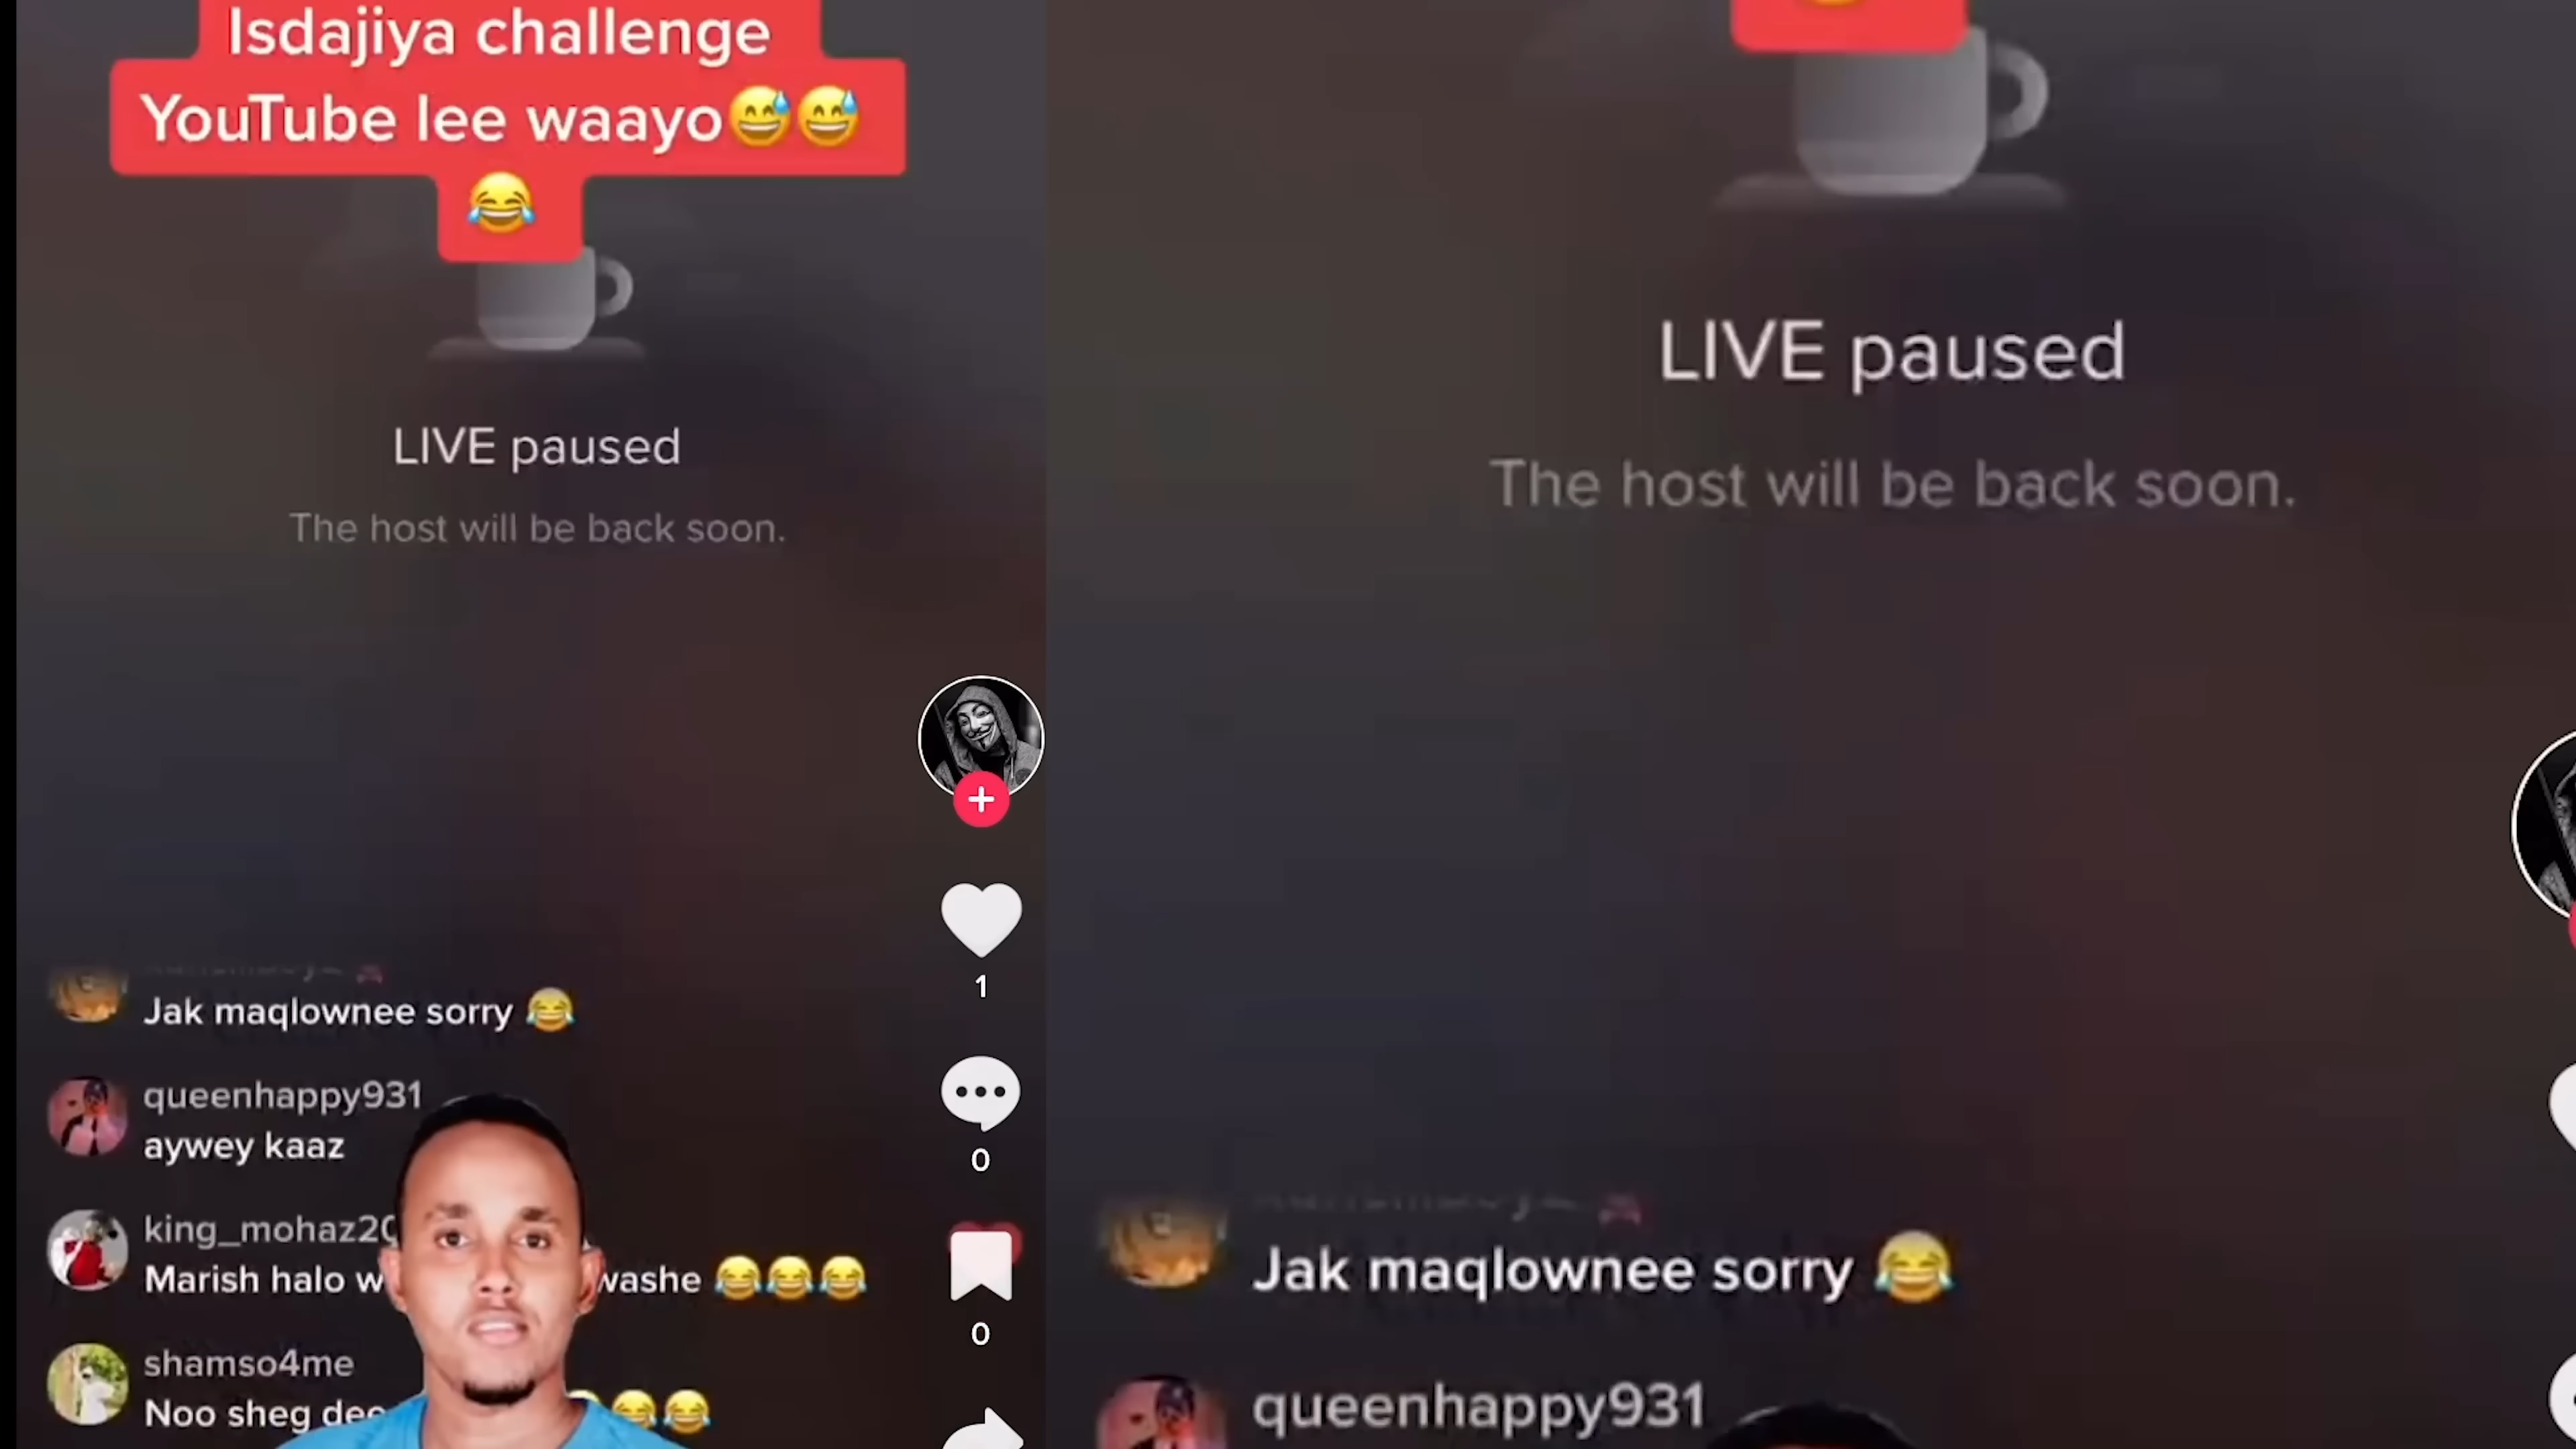 Isdajiya challenge
YouTube lee waayo😅😅
😂
LIVE paused
The host will be back soon.
1
0
0
Jak maqlownee sorry 😂
queenhappy931
aywey kaaz
king_mohaz20
Marish halo washe 😂😂😂
shamso4me
Noo sheg dee 😂😂
LIVE paused
The host will be back soon.
Jak maqlownee sorry 😂
queenhappy931